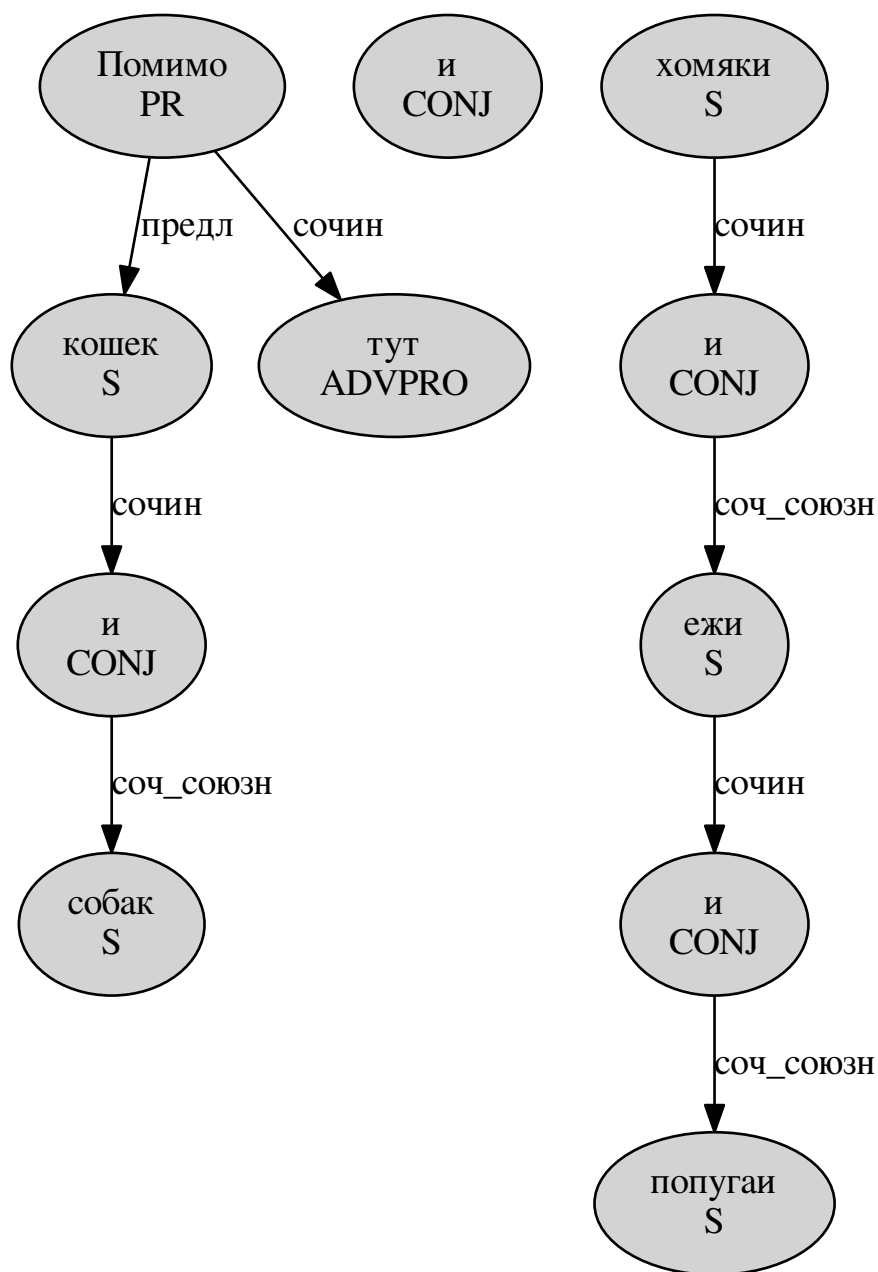 Помимо
PR
и
CONJ
хомяки
S
предл
сочин
сочин
кошек
S
тут
ADVPRO
и
CONJ
сочин
соч_союзн
и
CONJ
ежи
S
соч_союзн
сочин
собак
S
и
CONJ
соч_союзн
попугаи
S